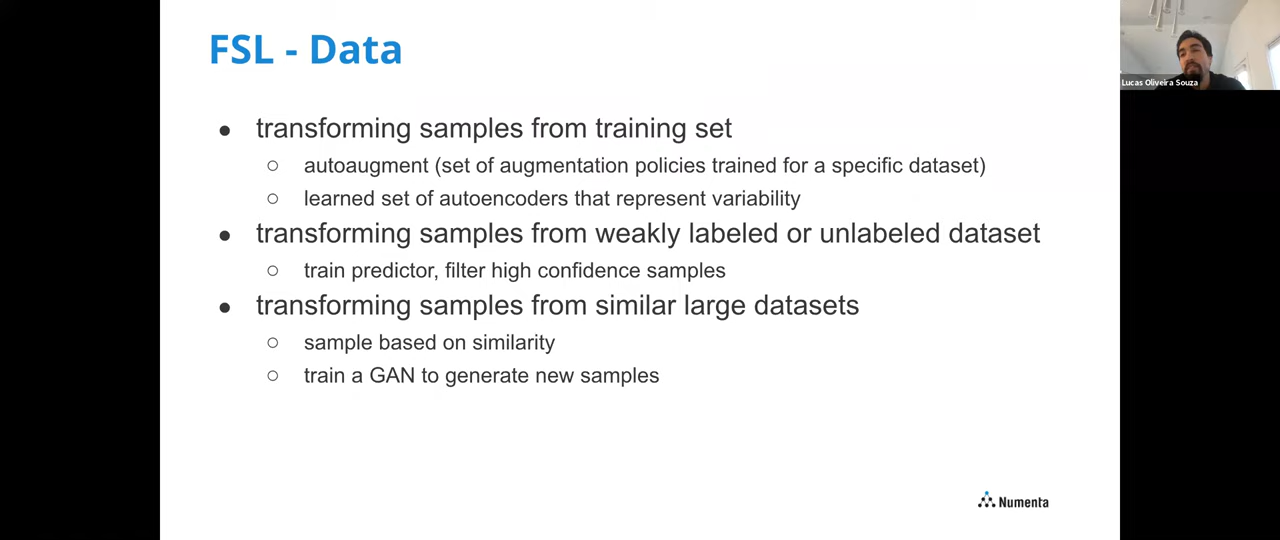 FSL - Data
● transforming samples from training set
○ autoaugment (set of augmentation policies trained for a specific dataset)
○ learned set of autoencoders that represent variability
● transforming samples from weakly labeled or unlabeled dataset
○ train predictor, filter high confidence samples
● transforming samples from similar large datasets
○ sample based on similarity
○ train a GAN to generate new samples
Numenta
Lucas Oliveira Souza